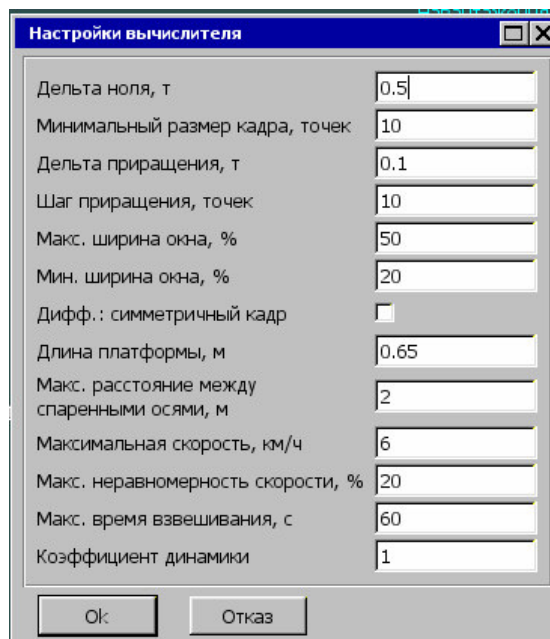 Настройки вычислителя
Дельта ноля, т 0.5
Минимальный размер кадра, точек 10
Дельта приращения, т 0.1
Шаг приращения, точек 10
Макс. ширина окна, % 50
Мин. ширина окна, % 20
Дифф.: симметричный кадр
Длина платформы, м 0.65
Макс. расстояние между
спаренными осями, м 2
Максимальная скорость, км/ч 6
Макс. неравномерность скорости, % 20
Макс. время взвешивания, с 60
Коэффициент динамики 1
Ok Отказ